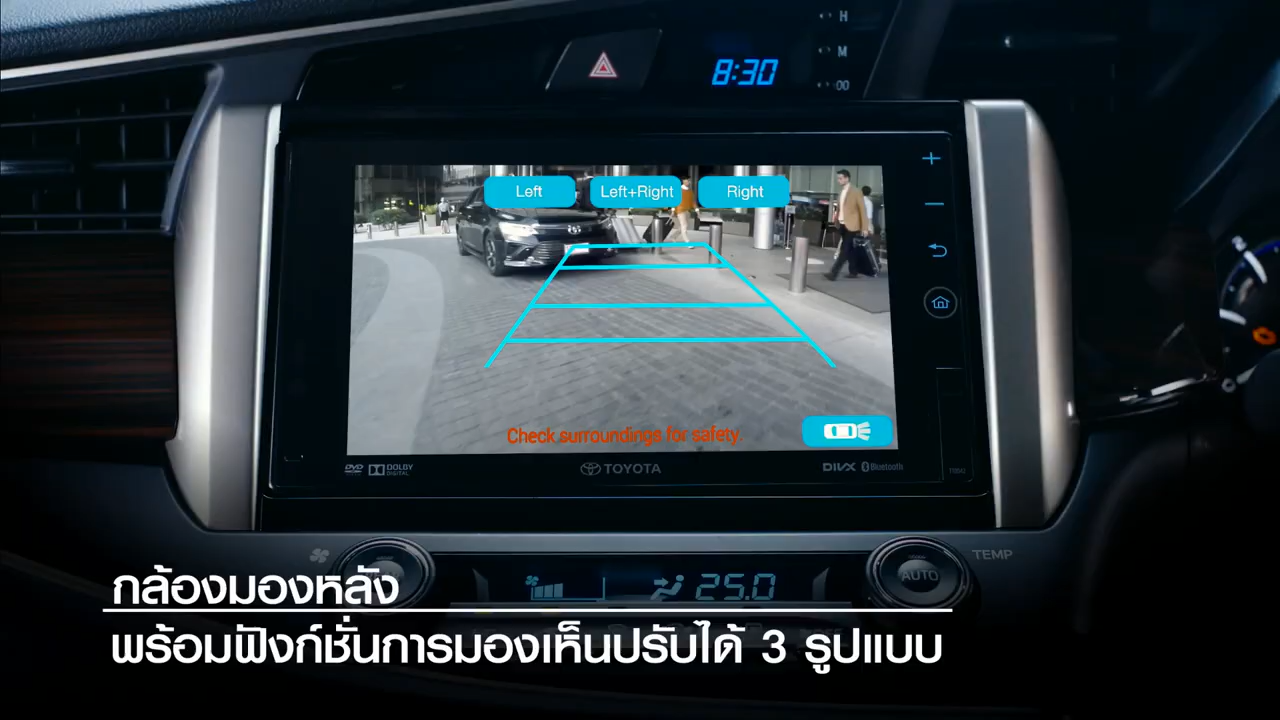 H
8:30
M
:00
Left Left+Right Right
Check surroundings for safety.
DVD DOLBY DIGITAL TOYOTA DIVX Bluetooth
TEMP
25.0 AUTO
กล้องมองหลัง
พร้อมฟังก์ชั่นการมองเห็นปรับได้ 3 รูปแบบ